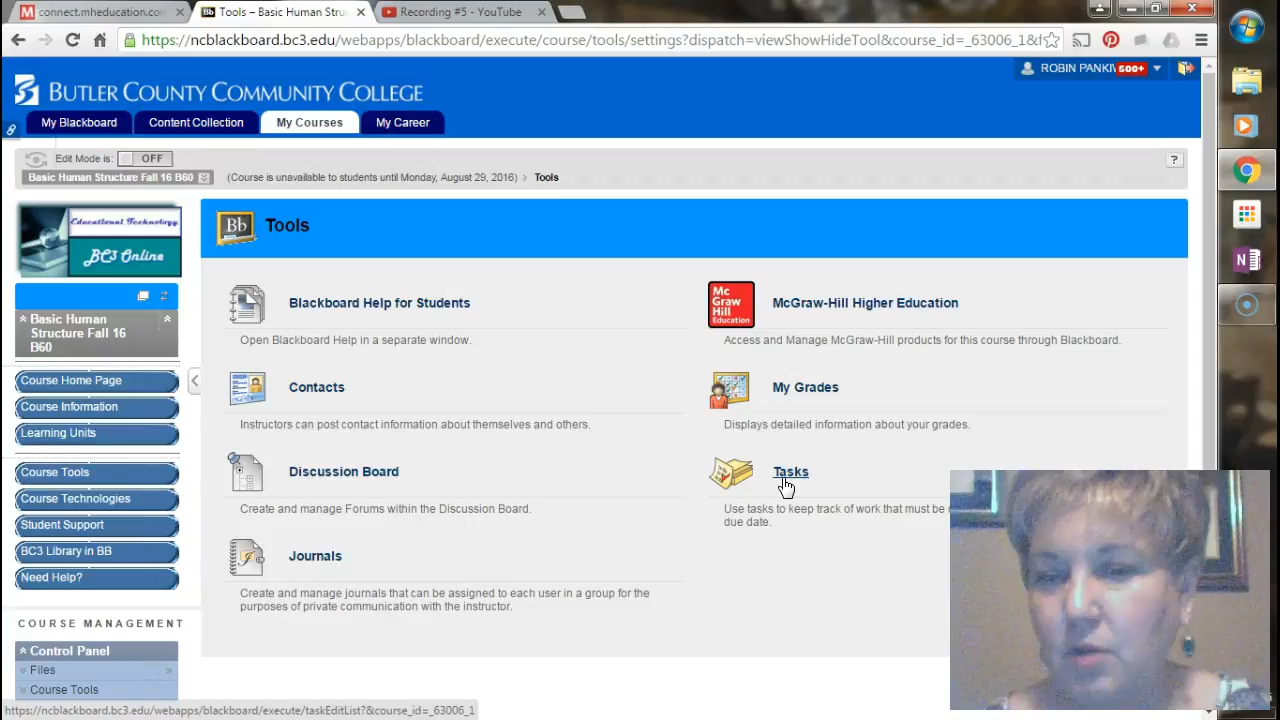 connect.mheducation.com
Tools – Basic Human Stru
Recording #5 - YouTube
https://ncblackboard.bc3.edu/webapps/blackboard/execute/course/tools/settings?dispatch=viewShowHideTool&course_id=_63006_1&f
BUTLER COUNTY COMMUNITY COLLEGE
ROBIN PANKIV 500+
My Blackboard
Content Collection
My Courses
My Career
Edit Mode is: OFF
?
Basic Human Structure Fall 16 B60 (Course is unavailable to students until Monday, August 29, 2016) > Tools
Educational Technology
BC3 Online
Bb Tools
Basic Human
Structure Fall 16
B60
Course Home Page
Course Information
Learning Units
Course Tools
Course Technologies
Student Support
BC3 Library in BB
Need Help?
COURSE MANAGEMENT
Control Panel
Files
Course Tools
Blackboard Help for Students
Open Blackboard Help in a separate window.
Mc
Graw
Hill
Education
McGraw-Hill Higher Education
Access and Manage McGraw-Hill products for this course through Blackboard.
Contacts
Instructors can post contact information about themselves and others.
My Grades
Displays detailed information about your grades.
Discussion Board
Create and manage Forums within the Discussion Board.
Tasks
Use tasks to keep track of work that must be
due date.
Journals
Create and manage journals that can be assigned to each user in a group for the
purposes of private communication with the instructor.
https://ncblackboard.bc3.edu/webapps/blackboard/execute/taskEditList?&course_id=_63006_1